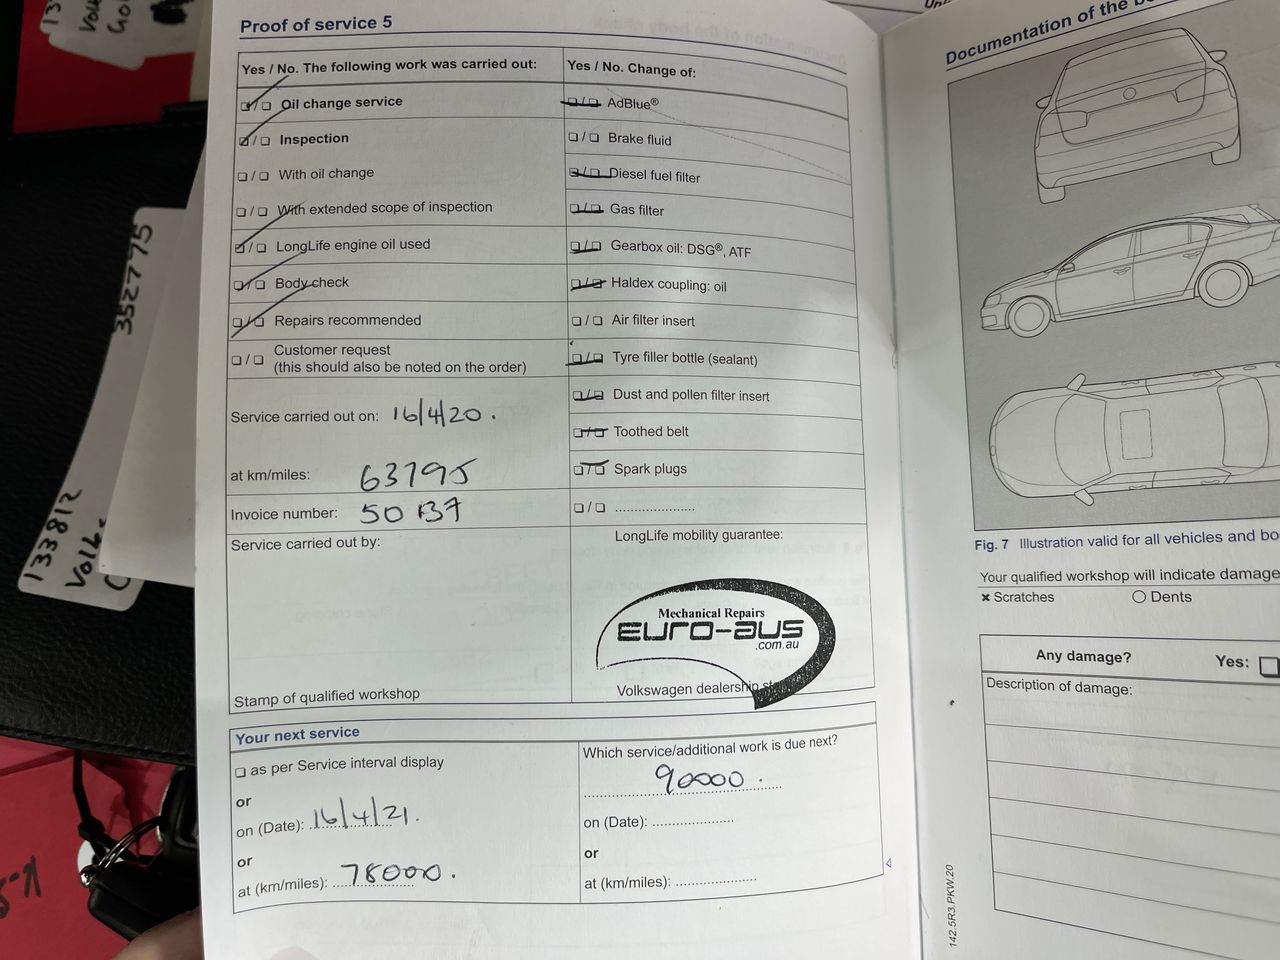 Proof of service 5
Yes / No. The following work was carried out:
☑/☐ Oil change service
☑/☐ Inspection
☐/☐ With oil change
☐/☐ With extended scope of inspection
☑/☐ LongLife engine oil used
☑/☐ Body check
☑/☐ Repairs recommended
☐/☐ Customer request
(this should also be noted on the order)
Service carried out on: 16/4/20.
at km/miles: 63795
Invoice number: 50137
Service carried out by:
Stamp of qualified workshop
Yes / No. Change of:
☐/☐ AdBlue®
☐/☐ Brake fluid
☐/☐ Diesel fuel filter
☐/☐ Gas filter
☐/☐ Gearbox oil: DSG®, ATF
☐/☐ Haldex coupling: oil
☐/☐ Air filter insert
☐/☐ Tyre filler bottle (sealant)
☐/☐ Dust and pollen filter insert
☐/☐ Toothed belt
☐/☐ Spark plugs
☐/☐ ......................
LongLife mobility guarantee:
Mechanical Repairs
EURO-AUS
.com.au
Volkswagen dealership
Your next service
☐ as per Service interval display
or
on (Date): 16/4/21.
or
at (km/miles): 78000.
Which service/additional work is due next?
90000.
on (Date): ......................
or
at (km/miles): ......................
Documentation of the
Fig. 7 Illustration valid for all vehicles and bo
Your qualified workshop will indicate damage
× Scratches
○ Dents
Any damage? Yes: ☐
Description of damage:
142.5R3.PKW.20
3352775
133812